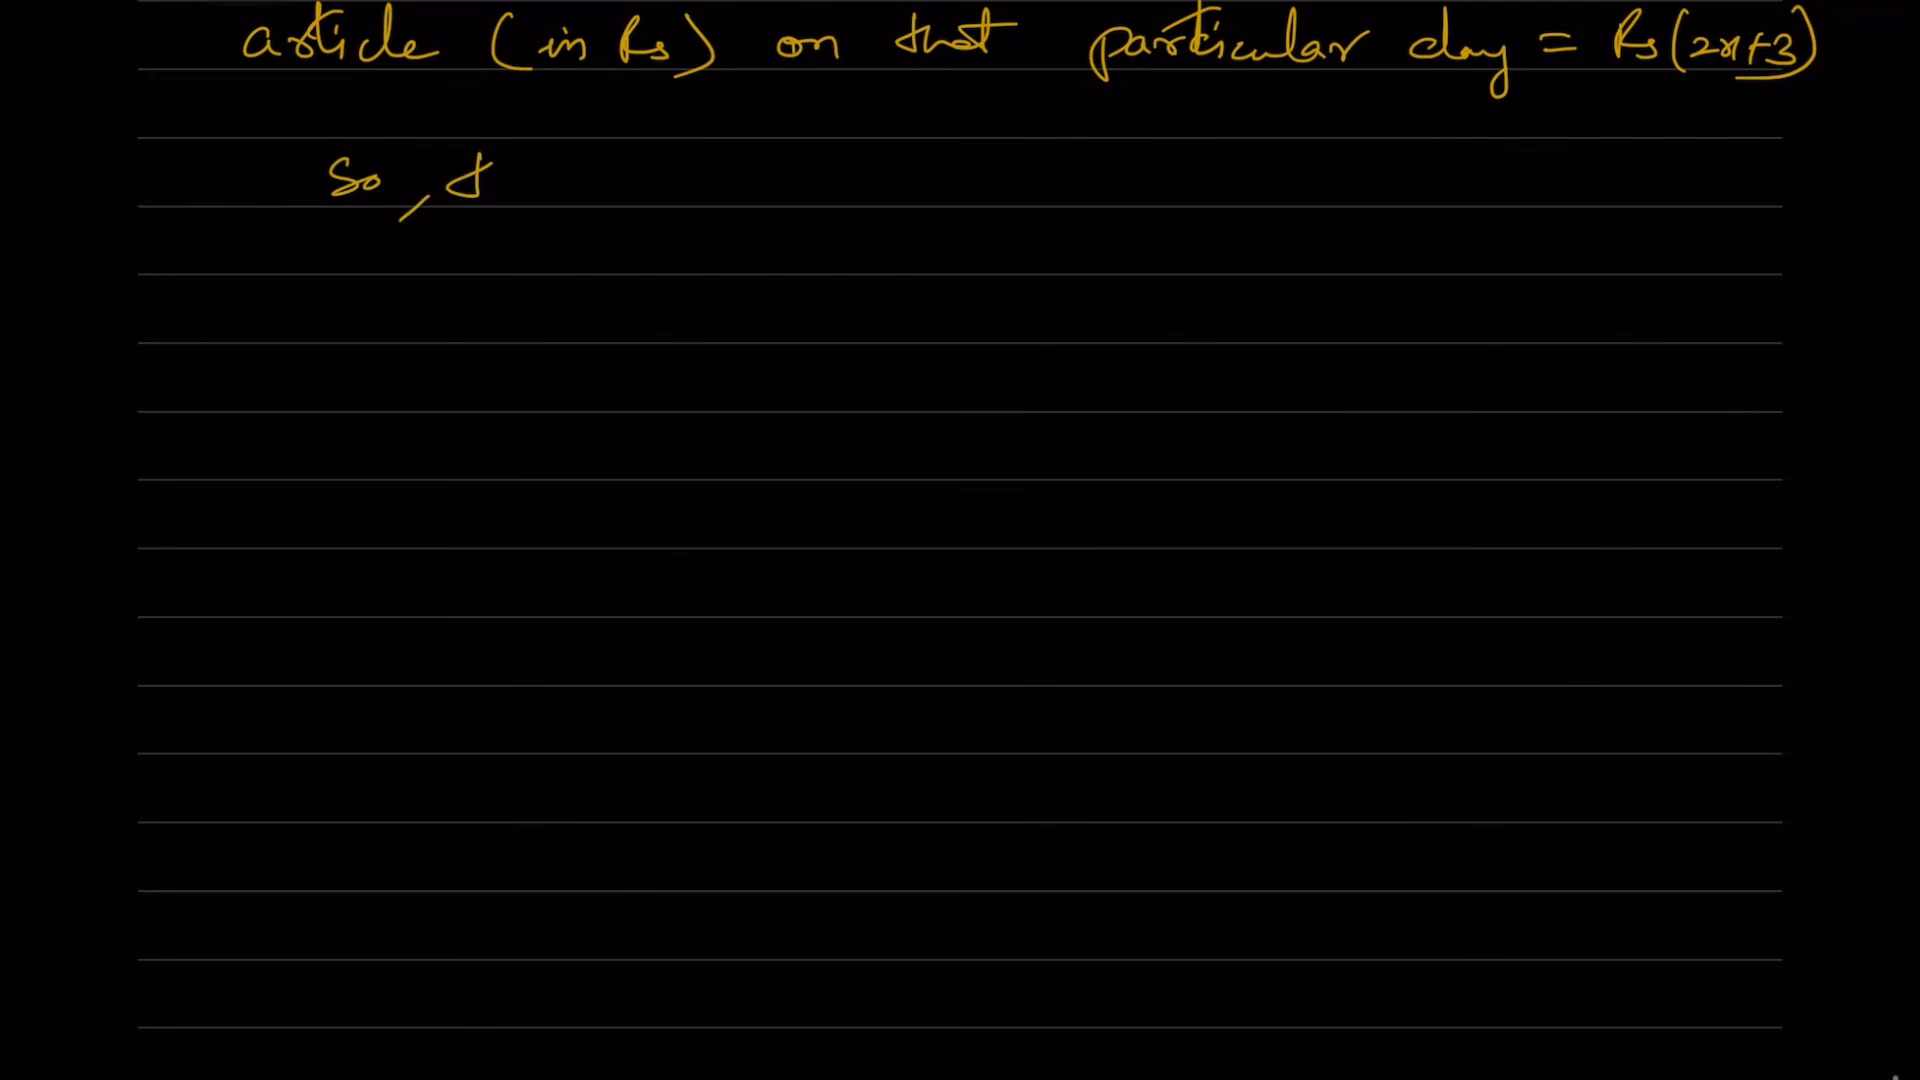 article (in Rs) on that particular day = Rs(2x+3)
So,